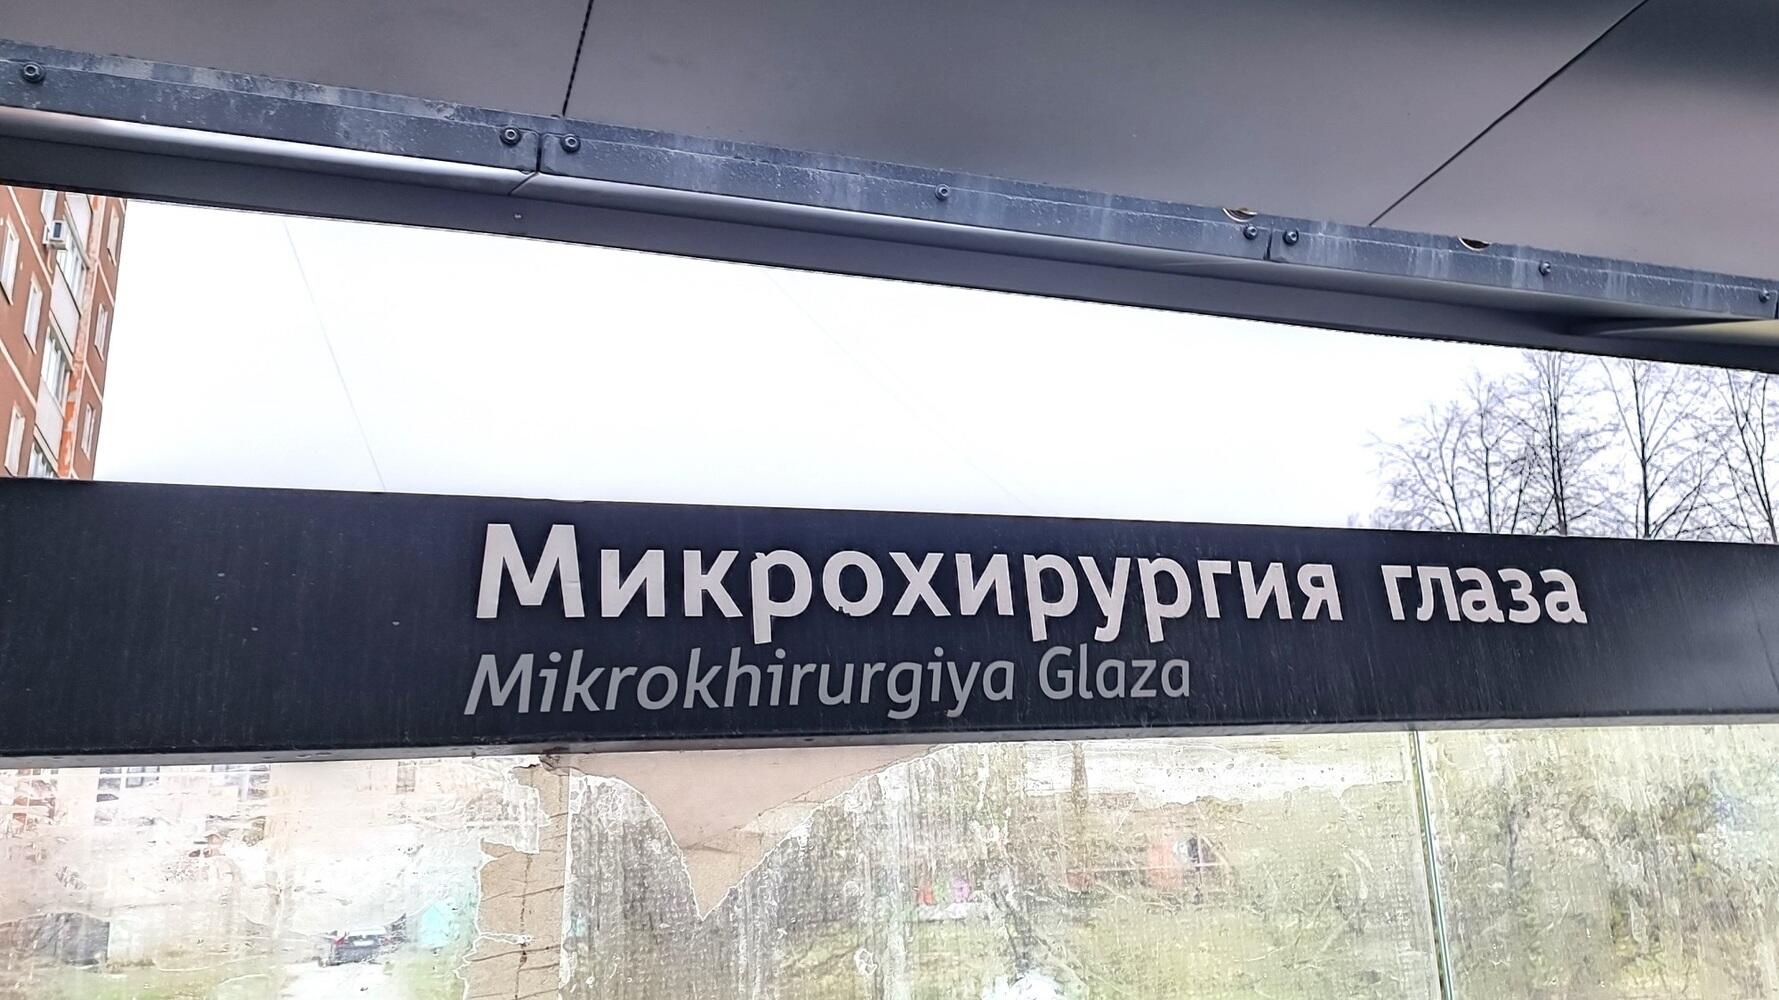 Микрохирургия глаза
Mikrokhirurgiya Glaza